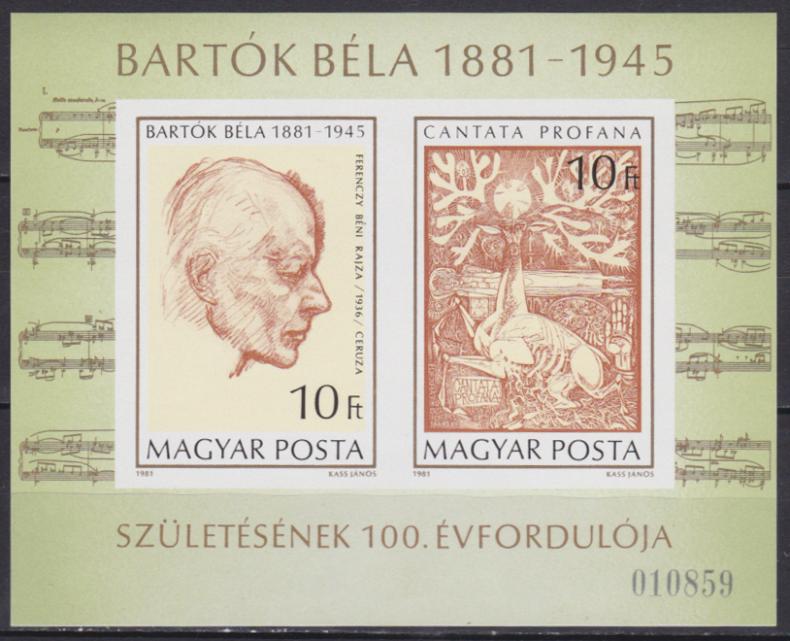 BARTÓK BÉLA 1881-1945
BARTÓK BÉLA 1881-1945
FERENCZY BÉNI RAJZA /1936/ CERUZA
10 Ft
MAGYAR POSTA
1981 KASS JÁNOS
CANTATA PROFANA
10 Ft
CANTATA
PROFANA
MAGYAR POSTA
1981 KASS JÁNOS
SZÜLETÉSÉNEK 100. ÉVFORDULÓJA
010859